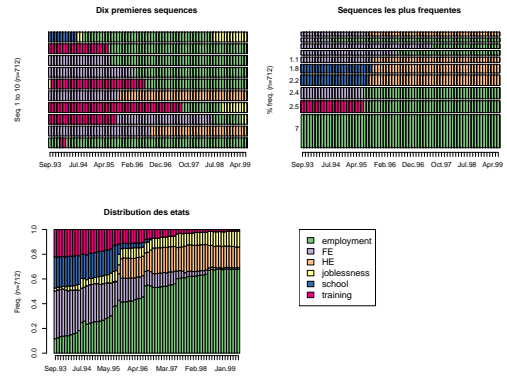 Dix premieres sequences
Seq. 1 to 10 (n=712)
Sep.93 Jul.94 Apr.95 Feb.96 Dec.96 Oct.97 Jul.98 Apr.99
Sequences les plus frequentes
% freq. (n=712)
1.1
1.8
2.2
2.4
2.5
7
Sep.93 Jul.94 Apr.95 Feb.96 Dec.96 Oct.97 Jul.98 Apr.99
Distribution des etats
Freq. (n=712)
1.0
0.8
0.6
0.4
0.2
0.0
Sep.93 Jul.94 May.95 Apr.96 Mar.97 Feb.98 Jan.99
employment
FE
HE
joblessness
school
training